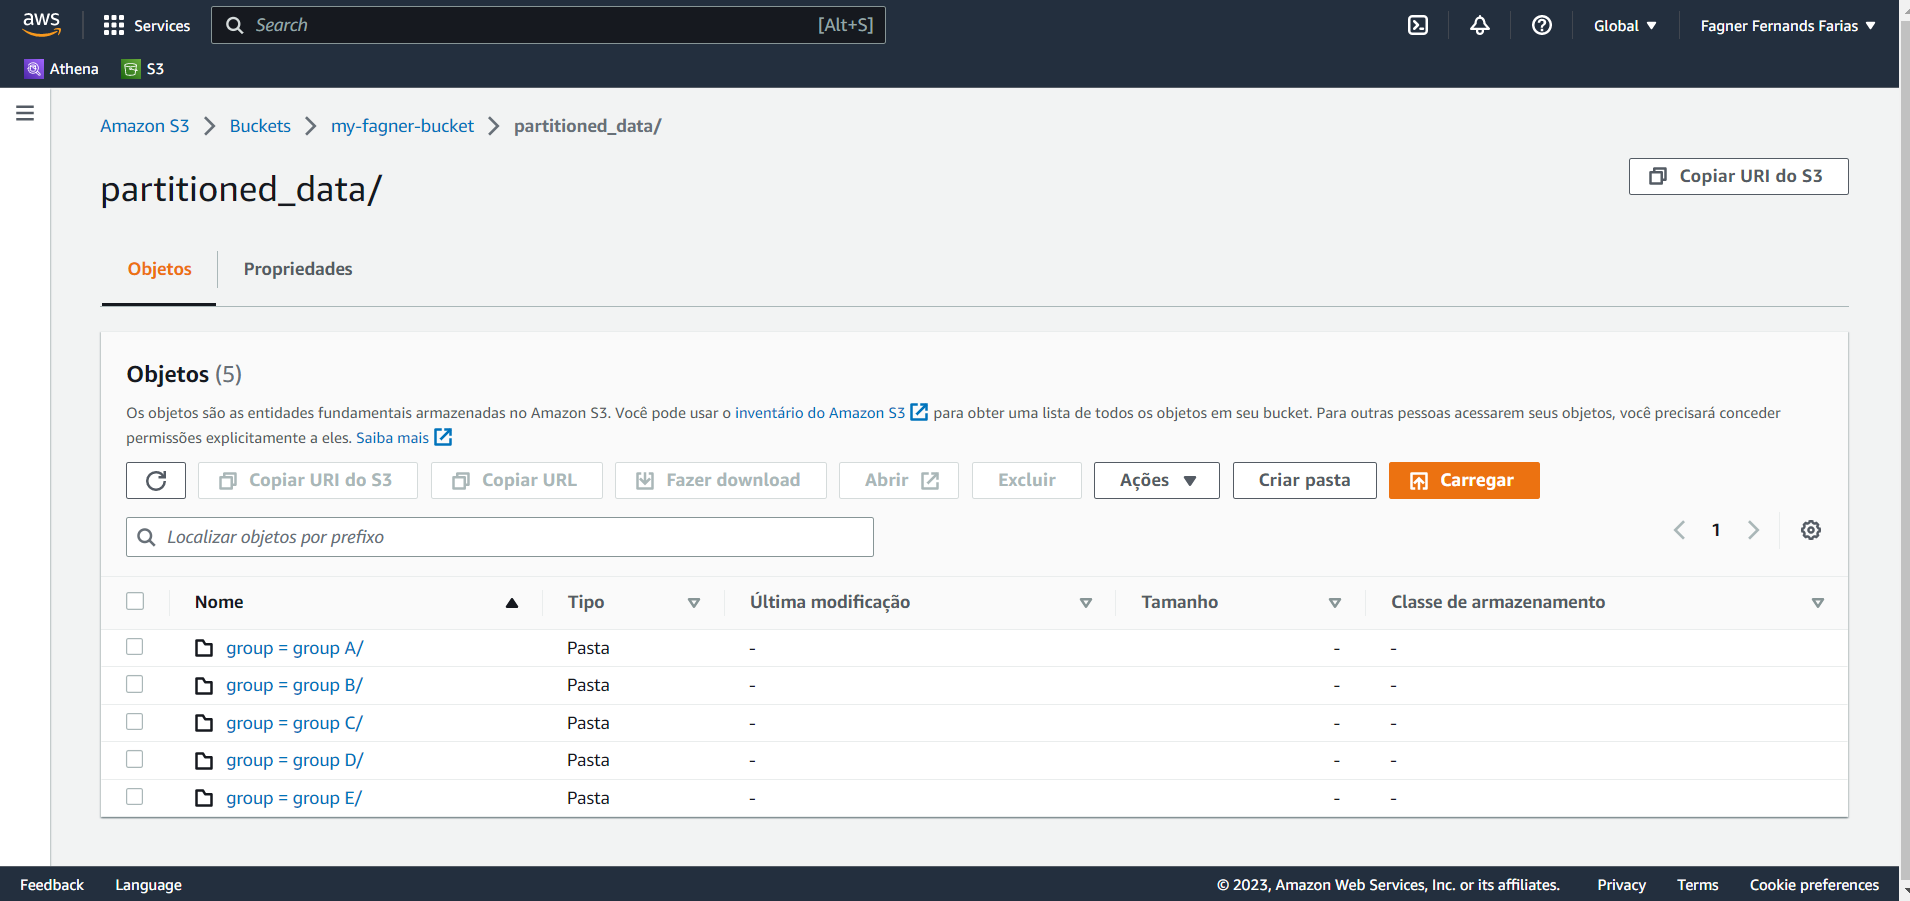 aws Services Search [Alt+S] Global Fagner Fernands Farias
Athena S3
Amazon S3 Buckets my-fagner-bucket partitioned_data/
partitioned_data/
Copiar URI do S3
Objetos Propriedades
Objetos (5)
Os objetos são as entidades fundamentais armazenadas no Amazon S3. Você pode usar o inventário do Amazon S3 para obter uma lista de todos os objetos em seu bucket. Para outras pessoas acessarem seus objetos, você precisará conceder
permissões explicitamente a eles. Saiba mais
Copiar URI do S3 Copiar URL Fazer download Abrir Excluir Ações Criar pasta Carregar
Localizar objetos por prefixo
1
Nome Tipo Última modificação Tamanho Classe de armazenamento
group = group A/ Pasta - - -
group = group B/ Pasta - - -
group = group C/ Pasta - - -
group = group D/ Pasta - - -
group = group E/ Pasta - - -
Feedback Language © 2023, Amazon Web Services, Inc. or its affiliates. Privacy Terms Cookie preferences